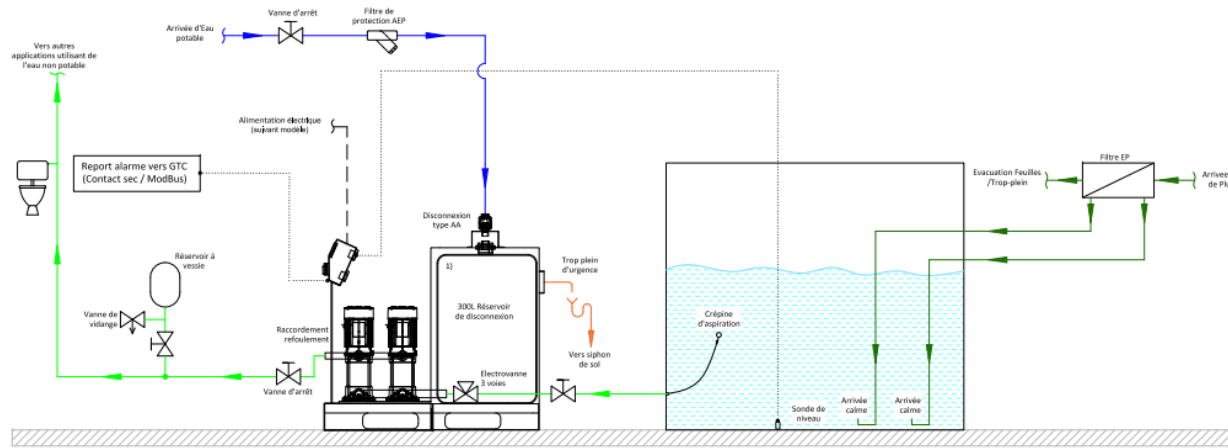 Vers autres
applications utilisant de
l'eau non potable
Arrivée d'Eau
potable
Vanne d'arrêt
Filtre de
protection AEP
Alimentation électrique
(suivant modèle)
Report alarme vers GTC
(Contact sec / ModBus)
Disconnexion
type AA
Réservoir à
vessie
Vanne de
vidange
Raccordement
refoulement
Vanne d'arrêt
1)
300L Réservoir
de disconnexion
Electrovanne
3 voies
Trop plein
d'urgence
Vers siphon
de sol
Crépine
d'aspiration
Sonde de
niveau
Arrivée
calme
Arrivée
calme
Evacuation Feuilles
/Trop-plein
Filtre EP
Arrivee
de Plu